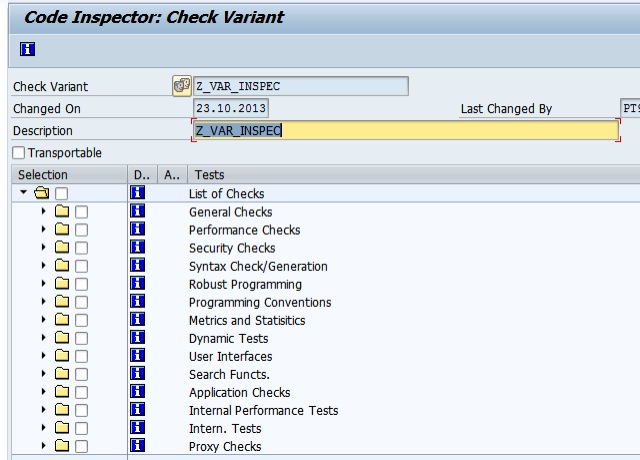 Code Inspector: Check Variant
Check Variant Z_VAR_INSPEC
Changed On 23.10.2013 Last Changed By PT9
Description Z_VAR_INSPEC
Transportable
Selection D.. A.. Tests
List of Checks
General Checks
Performance Checks
Security Checks
Syntax Check/Generation
Robust Programming
Programming Conventions
Metrics and Statisitics
Dynamic Tests
User Interfaces
Search Functs.
Application Checks
Internal Performance Tests
Intern. Tests
Proxy Checks